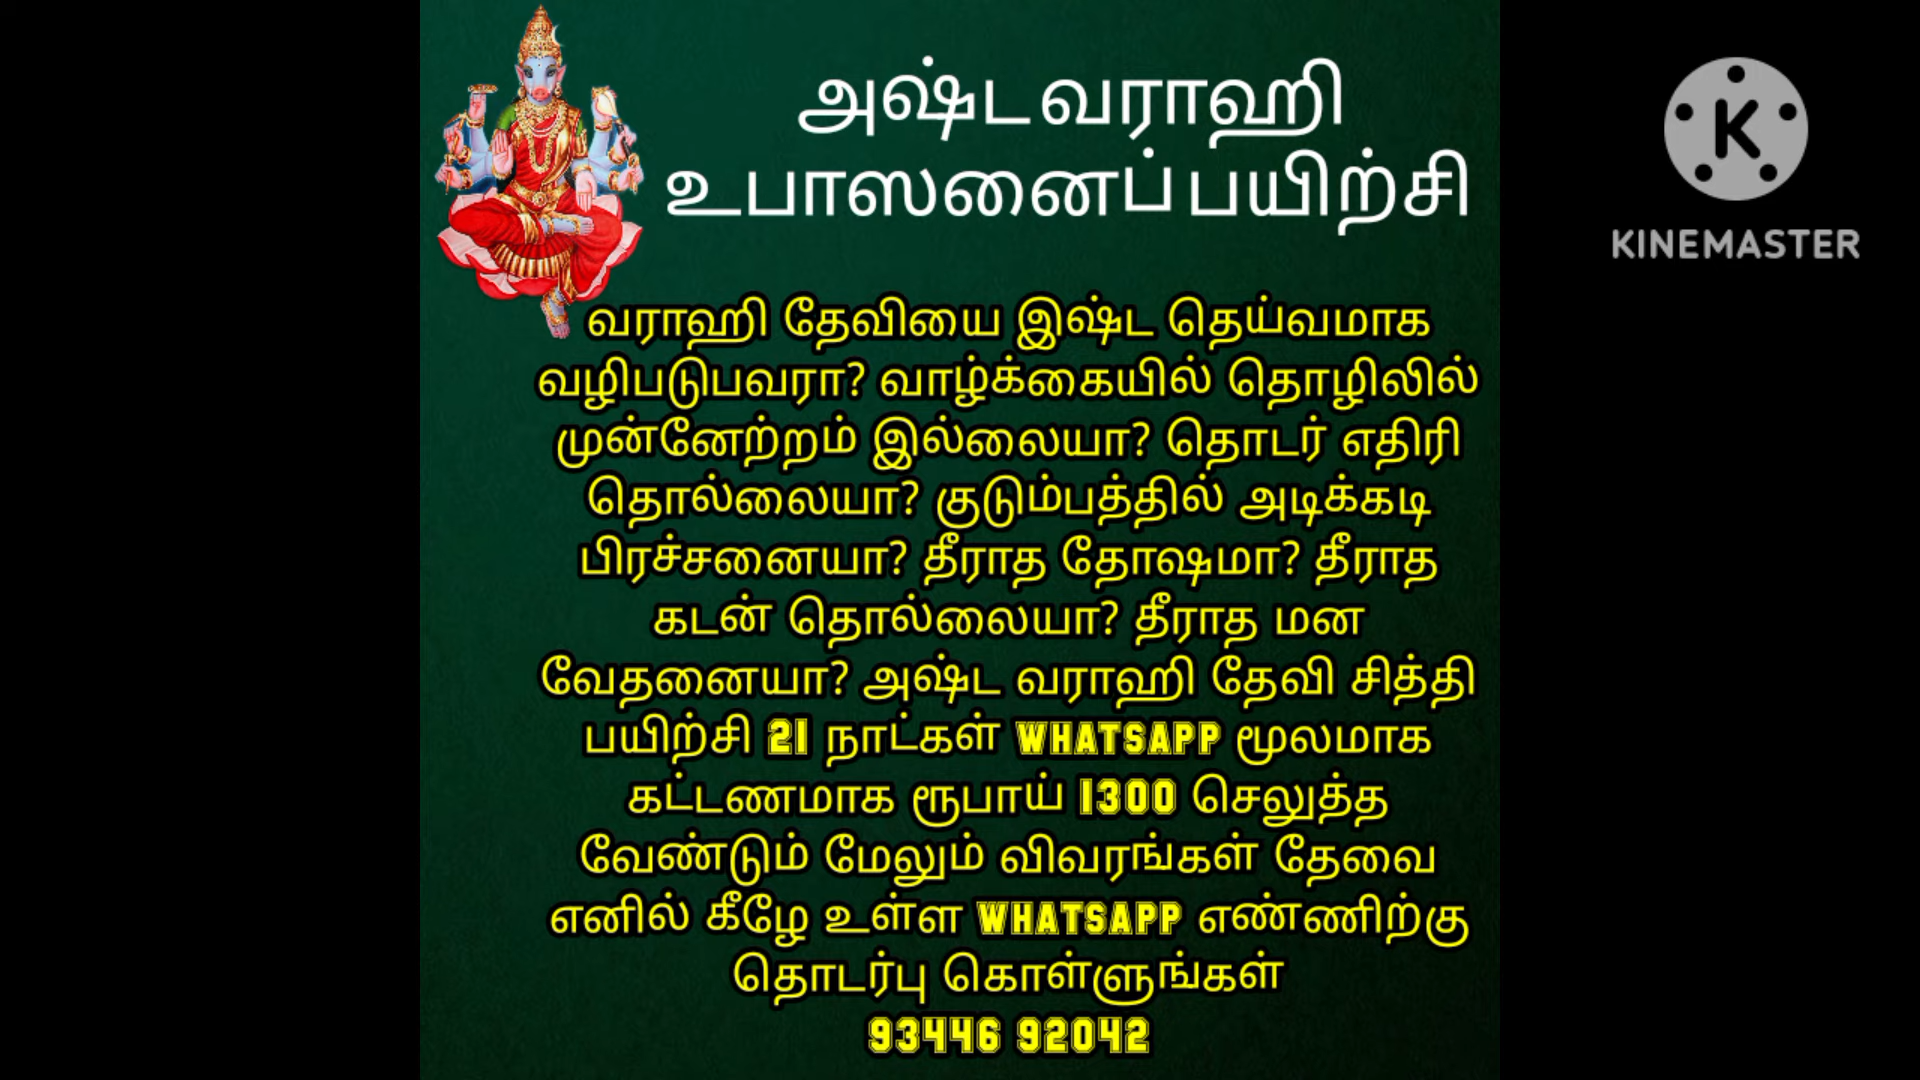 அஷ்டவராஹி
உபாஸனைப் பயிற்சி
KINEMASTER
வராஹி தேவியை இஷ்ட தெய்வமாக
வழிபடுபவரா? வாழ்க்கையில் தொழிலில்
முன்னேற்றம் இல்லையா? தொடர் எதிரி
தொல்லையா? குடும்பத்தில் அடிக்கடி
பிரச்சனையா? தீராத தோஷமா? தீராத
கடன் தொல்லையா? தீராத மன
வேதனையா? அஷ்ட வராஹி தேவி சித்தி
பயிற்சி 21 நாட்கள் WHATSAPP மூலமாக
கட்டணமாக ரூபாய் 1300 செலுத்த
வேண்டும் மேலும் விவரங்கள் தேவை
எனில் கீழே உள்ள WHATSAPP எண்ணிற்கு
தொடர்பு கொள்ளுங்கள்
93446 92042